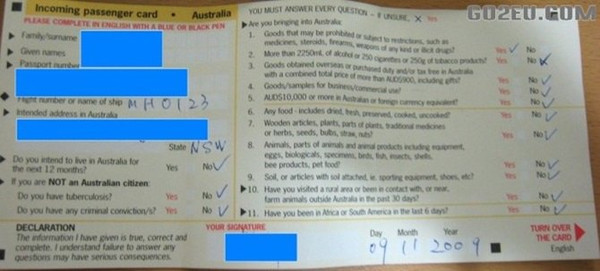 GO2EU.COM
Incoming passenger card • Australia
PLEASE COMPLETE IN ENGLISH WITH A BLUE OR BLACK PEN
Family/surname
Given names
Passport number
Flight number or name of ship MH0123
Intended address in Australia
State NSW
Do you intend to live in Australia for
the next 12 months? Yes No
If you are NOT an Australian citizen:
Do you have tuberculosis? Yes No
Do you have any criminal conviction/s? Yes No
DECLARATION
The information I have given is true, correct and
complete. I understand failure to answer any
questions may have serious consequences.
YOUR SIGNATURE
YOU MUST ANSWER EVERY QUESTION – IF UNSURE, X Yes
Are you bringing into Australia:
1. Goods that may be prohibited or subject to restrictions, such as
medicines, steroids, firearms, weapons of any kind or illicit drugs? Yes No
2. More than 2250mL of alcohol or 250 cigarettes or 250g of tobacco products? Yes No
3. Goods obtained overseas or purchased duty and/or tax free in Australia
with a combined total price of more than AUD$900, including gifts? Yes No
4. Goods/samples for business/commercial use? Yes No
5. AUD$10,000 or more in Australian or foreign currency equivalent? Yes No
6. Any food - includes dried, fresh, preserved, cooked, uncooked? Yes No
7. Wooden articles, plants, parts of plants, traditional medicines
or herbs, seeds, bulbs, straw, nuts? Yes No
8. Animals, parts of animals and animal products including equipment,
eggs, biologicals, specimens, birds, fish, insects, shells,
bee products, pet food? Yes No
9. Soil, or articles with soil attached, ie. sporting equipment, shoes, etc? Yes No
10. Have you visited a rural area or been in contact with, or near,
farm animals outside Australia in the past 30 days? Yes No
11. Have you been in Africa or South America in the last 6 days? Yes No
Day Month Year
09 11 2009
TURN OVER
THE CARD
English